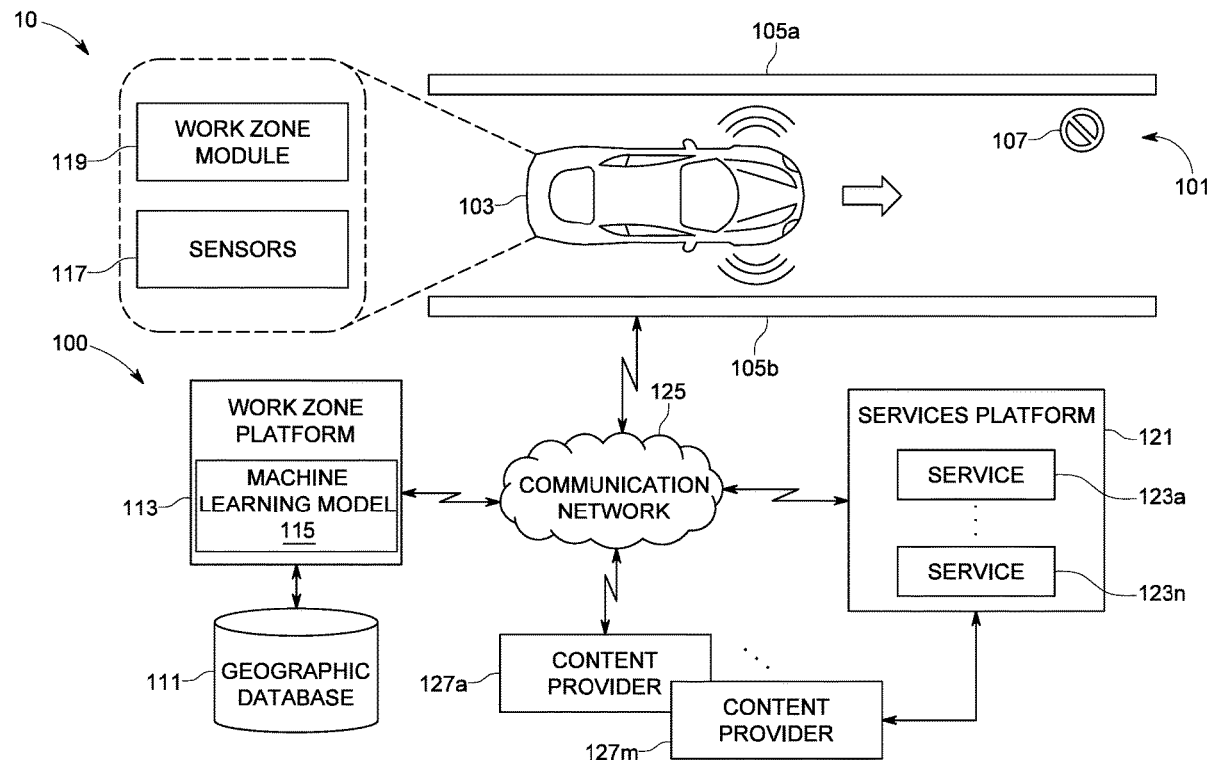 10
105a
WORK ZONE
MODULE
119
107
101
103
SENSORS
117
100
105b
WORK ZONE
PLATFORM
125
SERVICES PLATFORM
121
MACHINE
LEARNING MODEL
115
113
COMMUNICATION
NETWORK
SERVICE
123a
SERVICE
123n
GEOGRAPHIC
DATABASE
111
CONTENT
PROVIDER
127a
CONTENT
PROVIDER
127m